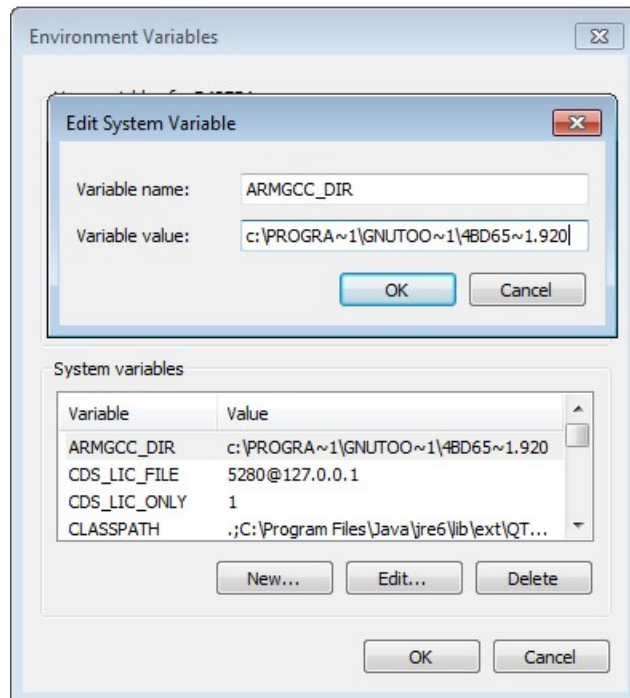 Environment Variables
Edit System Variable
Variable name: ARMGCC_DIR
Variable value: c:\PROGRA~1\GNUTOO~1\4BD65~1.920
OK Cancel
System variables
Variable Value
ARMGCC_DIR c:\PROGRA~1\GNUTOO~1\4BD65~1.920
CDS_LIC_FILE 5280@127.0.0.1
CDS_LIC_ONLY 1
CLASSPATH .;C:\Program Files\Java\jre6\lib\ext\QT...
New... Edit... Delete
OK Cancel